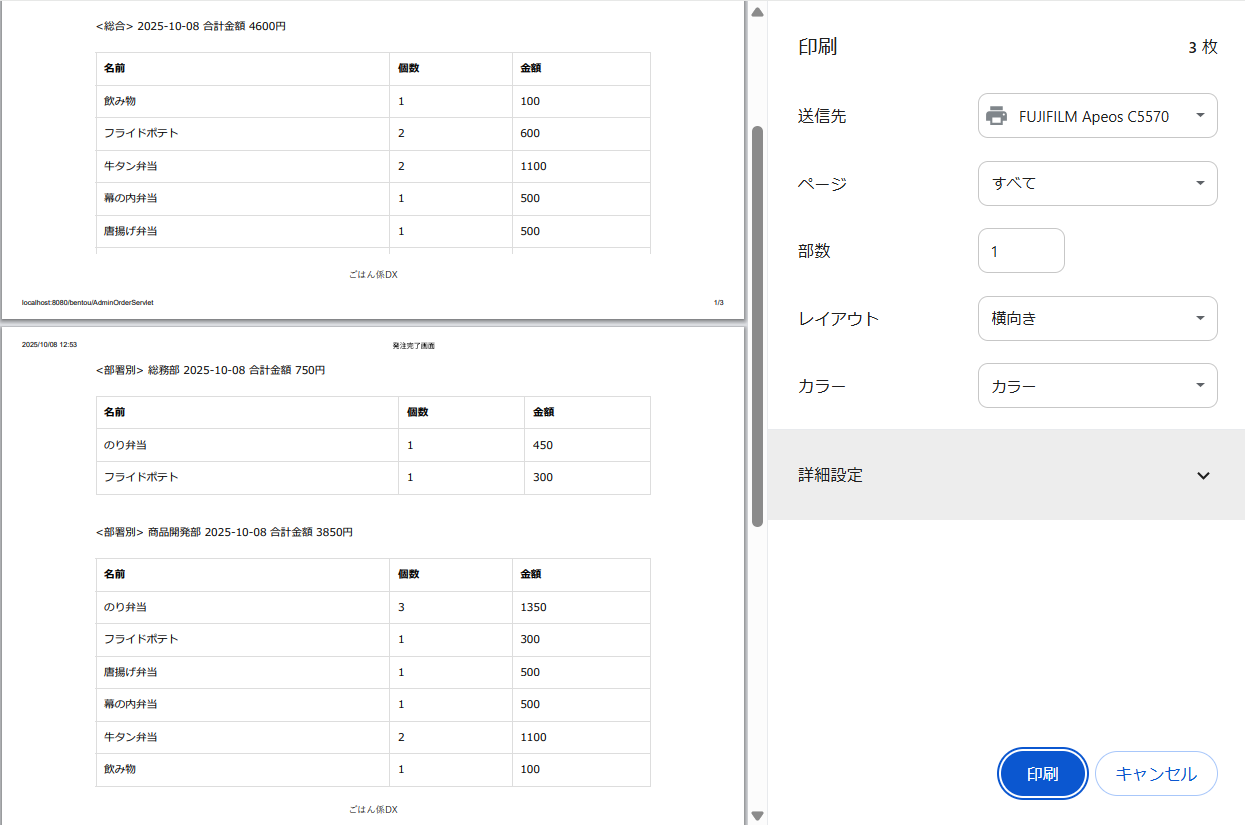 <総合> 2025-10-08 合計金額 4600円
名前 個数 金額
飲み物 1 100
フライドポテト 2 600
牛タン弁当 2 1100
幕の内弁当 1 500
唐揚げ弁当 1 500
ごはん係DX
localhost:8080/bentou/AdminOrderServlet 1/3
2025/10/08 12:53 発注完了画面
<部署別> 総務部 2025-10-08 合計金額 750円
名前 個数 金額
のり弁当 1 450
フライドポテト 1 300
<部署別> 商品開発部 2025-10-08 合計金額 3850円
名前 個数 金額
のり弁当 3 1350
フライドポテト 1 300
唐揚げ弁当 1 500
幕の内弁当 1 500
牛タン弁当 2 1100
飲み物 1 100
ごはん係DX
印刷 3 枚
送信先 FUJIFILM Apeos C5570
ページ すべて
部数 1
レイアウト 横向き
カラー カラー
詳細設定
印刷 キャンセル